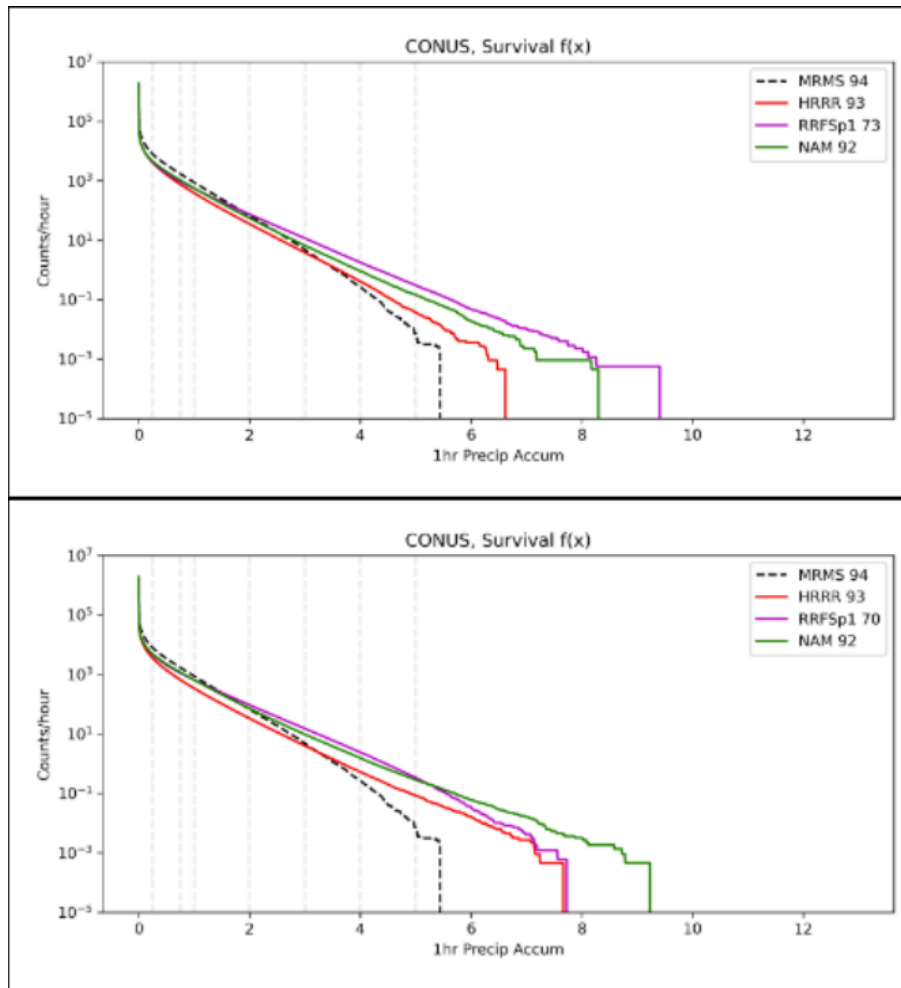 CONUS, Survival f(x)
10^7
10^5
10^3
10^1
10^-1
10^-3
10^-5
Counts/hour
MRMS 94
HRRR 93
RRFSp1 73
NAM 92
0 2 4 6 8 10 12
1hr Precip Accum
CONUS, Survival f(x)
10^7
10^5
10^3
10^1
10^-1
10^-3
10^-5
Counts/hour
MRMS 94
HRRR 93
RRFSp1 70
NAM 92
0 2 4 6 8 10 12
1hr Precip Accum